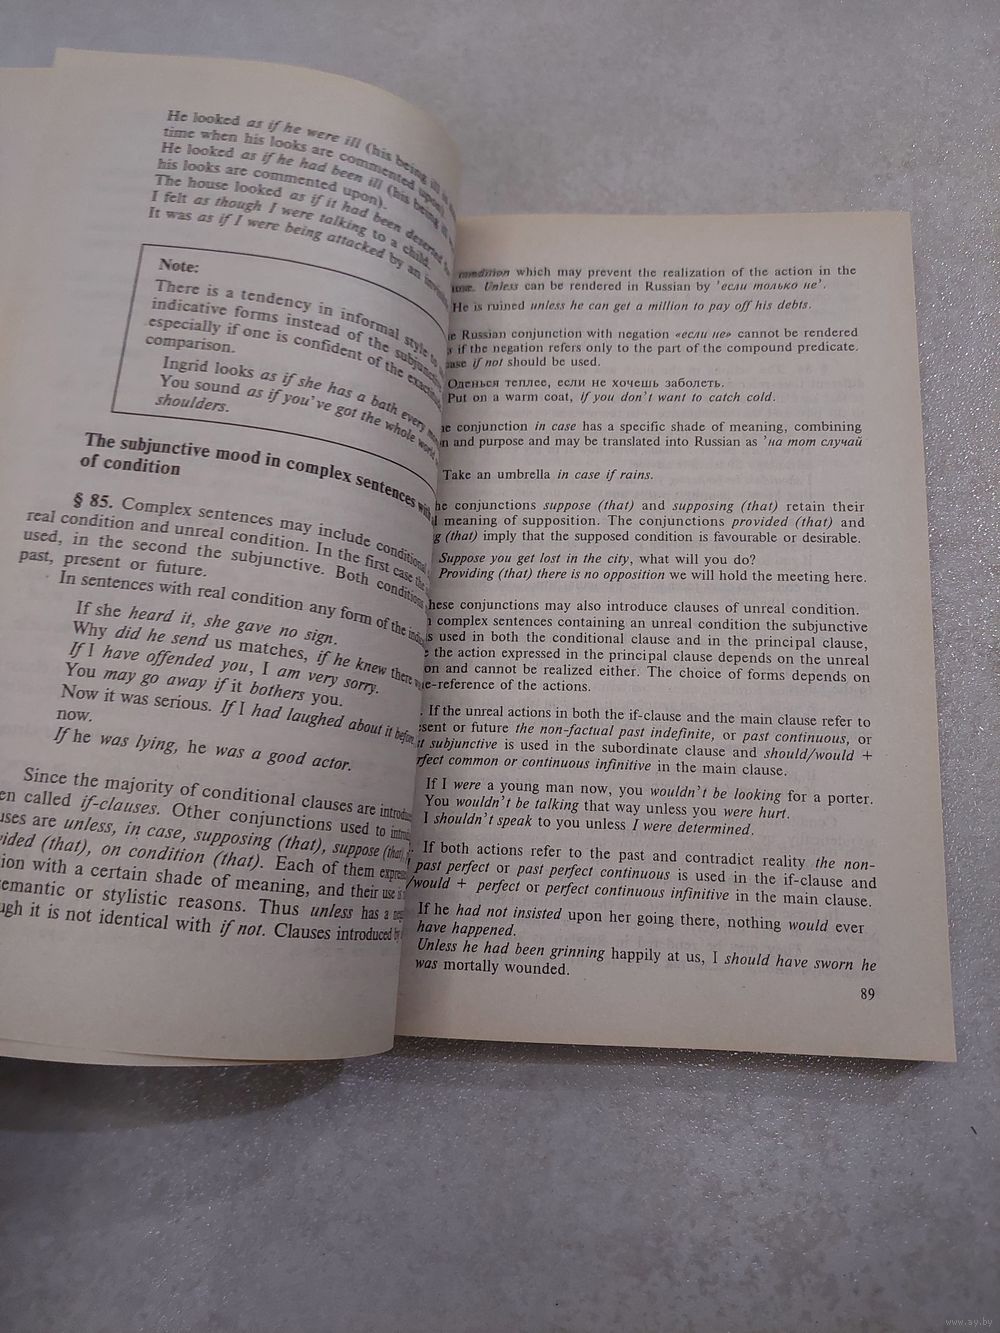 He looked as if he were ill (his being ill
time when his looks are commented upon).
He looked as if he had been ill (his being ill
his looks are commented upon).
The house looked as if it had been deserted
I felt as though I were talking to a child.
It was as if I were being attacked by an
Note:
There is a tendency in informal style to
indicative forms instead of the
especially if one is confident of the
comparison.
Ingrid looks as if she has a bath every
You sound as if you've got the whole world
shoulders.
The subjunctive mood in complex sentences with
of condition
§ 85. Complex sentences may include conditional
real condition and unreal condition. In the first case the
used, in the second the subjunctive. Both conditions
past, present or future.
In sentences with real condition any form of the
If she heard it, she gave no sign.
Why did he send us matches, if he knew there
If I have offended you, I am very sorry.
You may go away if it bothers you.
Now it was serious. If I had laughed about it before,
now.
If he was lying, he was a good actor.
Since the majority of conditional clauses are
en called if-clauses. Other conjunctions used to
uses are unless, in case, supposing (that), suppose (that),
vided (that), on condition (that). Each of them
ion with a certain shade of meaning, and their use is
emantic or stylistic reasons. Thus unless has a
ugh it is not identical with if not. Clauses introduced by
condition which may prevent the realization of the action in the
Unless can be rendered in Russian by 'если только не'.
He is ruined unless he can get a million to pay off his debts.
e Russian conjunction with negation «если не» cannot be rendered
s if the negation refers only to the part of the compound predicate.
ase if not should be used.
Оденься теплее, если не хочешь заболеть.
Put on a warm coat, if you don't want to catch cold.
e conjunction in case has a specific shade of meaning, combining
n and purpose and may be translated into Russian as 'на тот случай
Take an umbrella in case if rains.
he conjunctions suppose (that) and supposing (that) retain their
l meaning of supposition. The conjunctions provided (that) and
g (that) imply that the supposed condition is favourable or desirable.
Suppose you get lost in the city, what will you do?
Providing (that) there is no opposition we will hold the meeting here.
hese conjunctions may also introduce clauses of unreal condition.
complex sentences containing an unreal condition the subjunctive
is used in both the conditional clause and in the principal clause,
e the action expressed in the principal clause depends on the unreal
on and cannot be realized either. The choice of forms depends on
e-reference of the actions.
. If the unreal actions in both the if-clause and the main clause refer to
sent or future the non-factual past indefinite, or past continuous, or
t subjunctive is used in the subordinate clause and should/would +
rfect common or continuous infinitive in the main clause.
If I were a young man now, you wouldn't be looking for a porter.
You wouldn't be talking that way unless you were hurt.
I shouldn't speak to you unless I were determined.
If both actions refer to the past and contradict reality the non-
past perfect or past perfect continuous is used in the if-clause and
/would + perfect or perfect continuous infinitive in the main clause.
If he had not insisted upon her going there, nothing would ever
have happened.
Unless he had been grinning happily at us, I should have sworn he
was mortally wounded.
89
www.ay.by